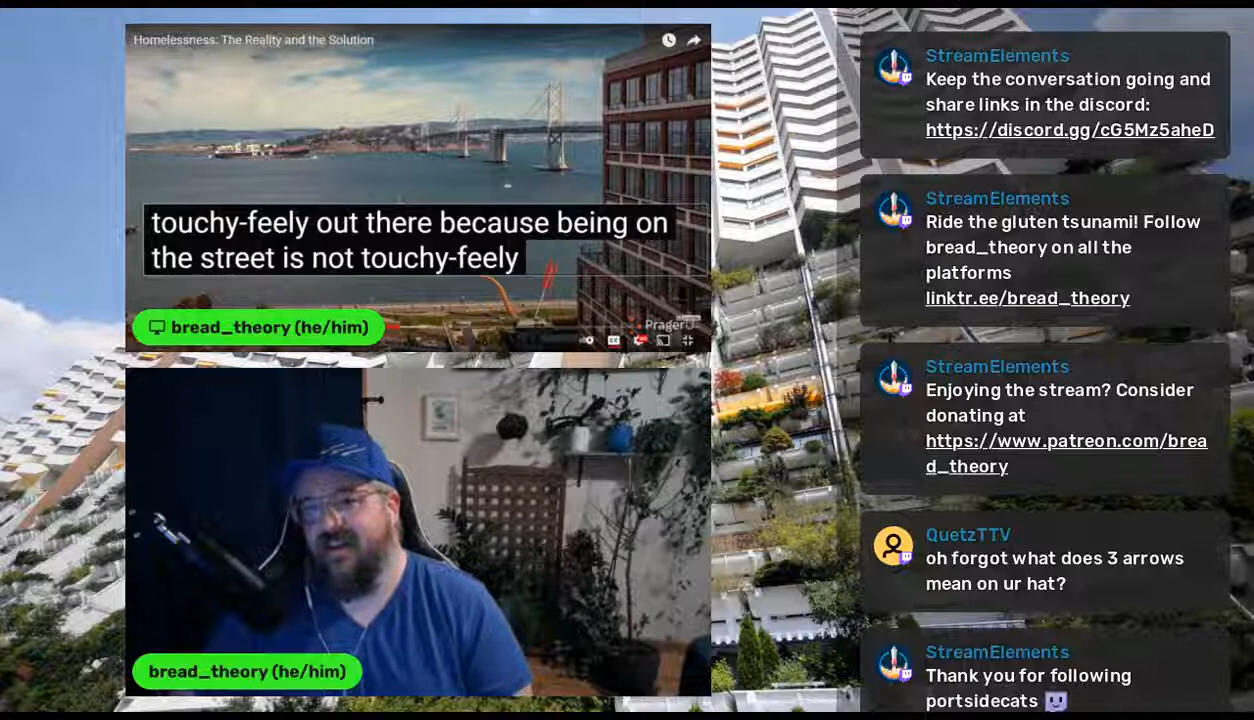 Homelessness: The Reality and the Solution
touchy-feely out there because being on
the street is not touchy-feely
bread_theory (he/him)
PragerU
bread_theory (he/him)
StreamElements
Keep the conversation going and
share links in the discord:
https://discord.gg/cG5Mz5aheD
StreamElements
Ride the gluten tsunami! Follow
bread_theory on all the
platforms
linktr.ee/bread_theory
StreamElements
Enjoying the stream? Consider
donating at
https://www.patreon.com/brea
d_theory
QuetzTTV
oh forgot what does 3 arrows
mean on ur hat?
StreamElements
Thank you for following
portsidecats